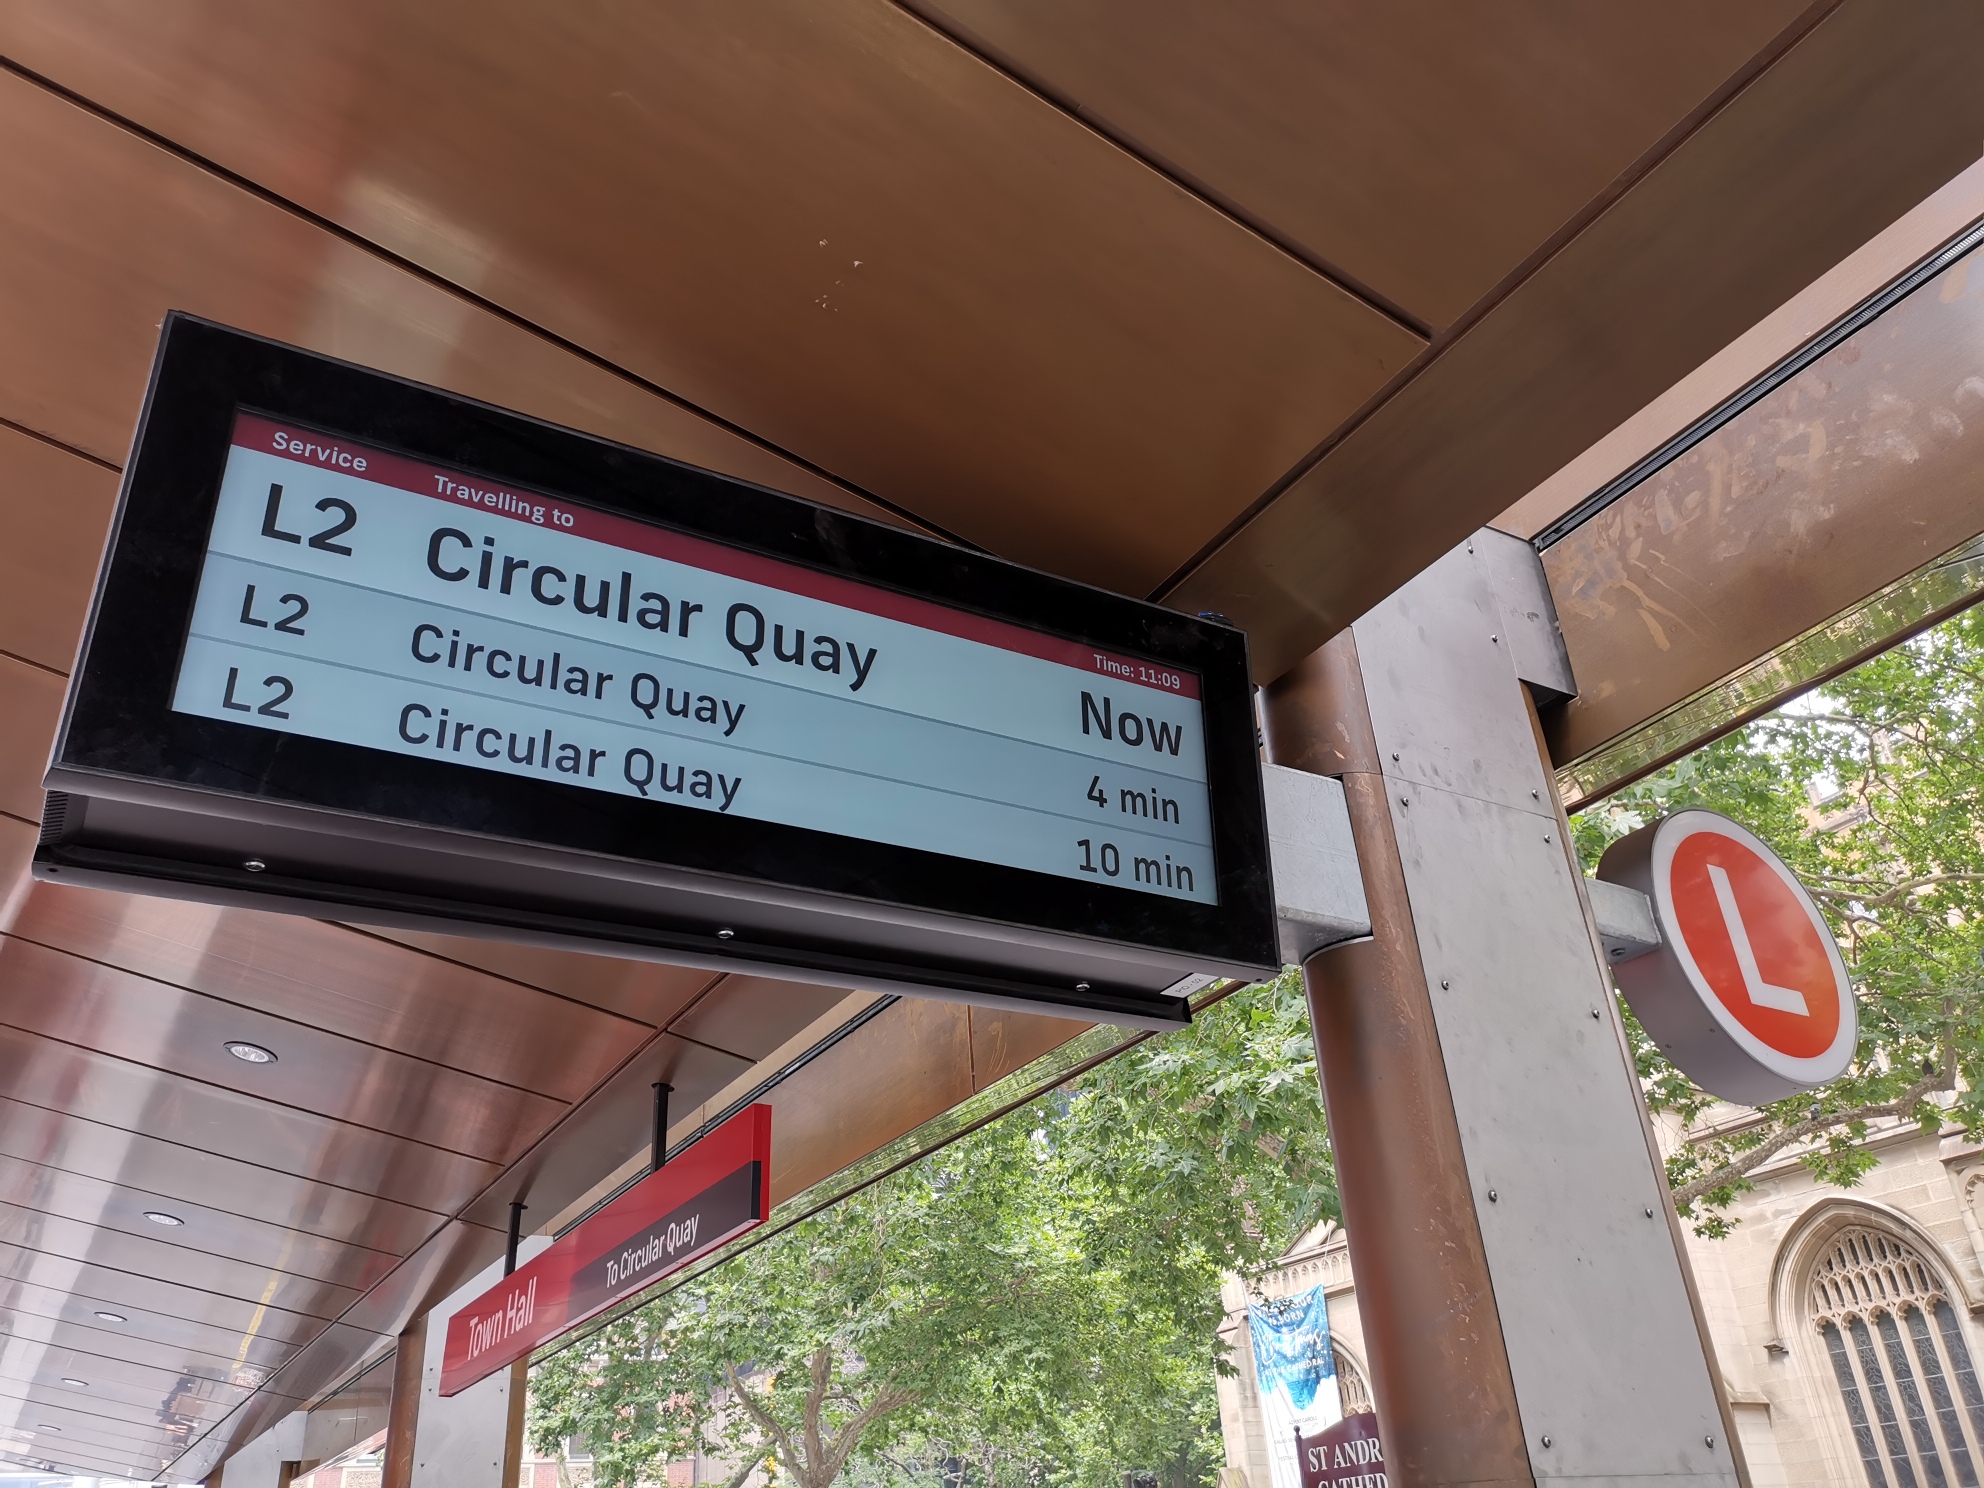 Service Travelling to Time: 11:09
L2 Circular Quay Now
L2 Circular Quay 4 min
L2 Circular Quay 10 min
L
Town Hall To Circular Quay
ST ANDR
CATHED